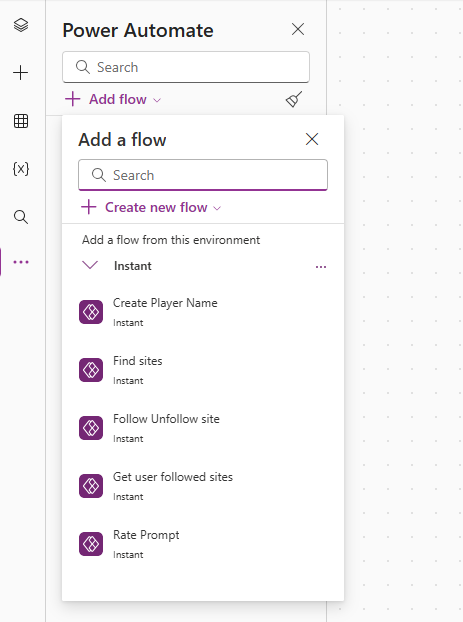 Power Automate
Search
Add flow
Add a flow
Search
Create new flow
Add a flow from this environment
Instant
Create Player Name
Instant
Find sites
Instant
Follow Unfollow site
Instant
Get user followed sites
Instant
Rate Prompt
Instant
{x}